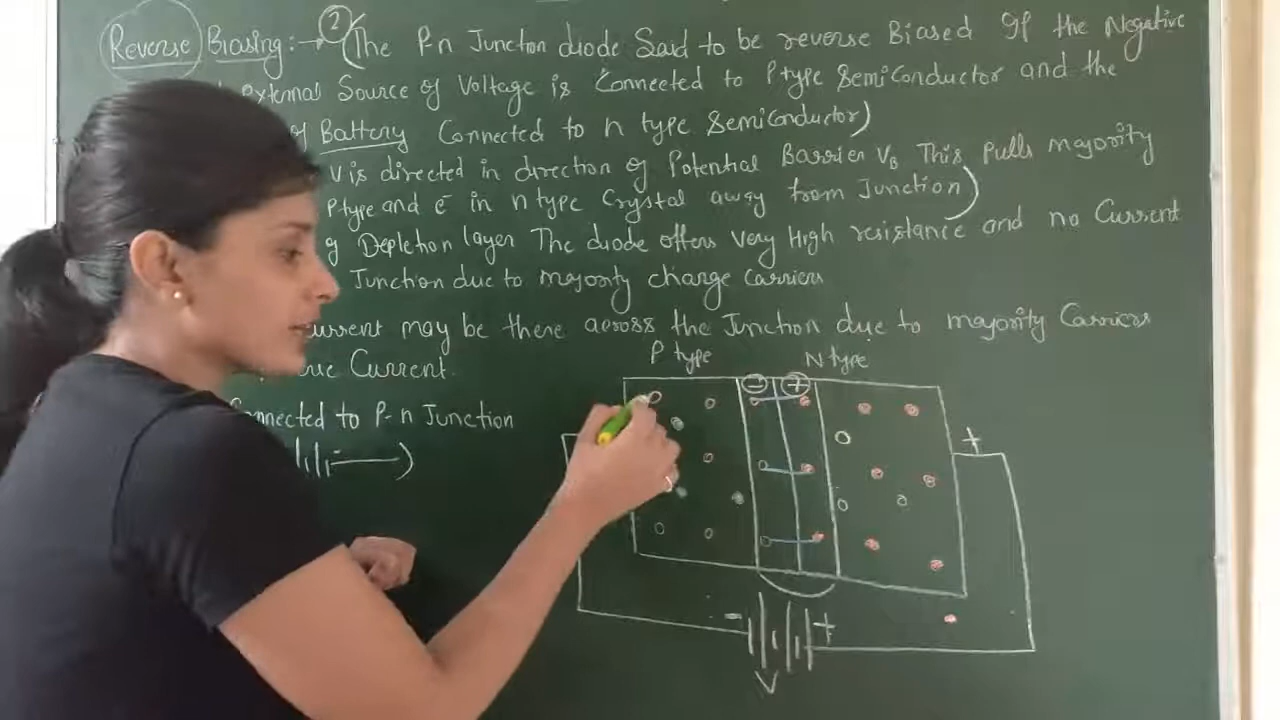 Reverse Biasing :→ ② (The P-n Junction diode Said to be reverse Biased If the Negative
External Source of Voltage is Connected to P type Semiconductor and the
of Battery Connected to n type Semiconductor)
V is directed in direction of Potential Barrier VB This pulls majority
P type and e- in n type Crystal away from Junction)
g Depletion layer The diode offers Very High resistance and no Current
Junction due to majority charge Carriers
urrent may be there across the Junction due to majority Carriers
Current.
onnected to P-n Junction
P type N type
- +
+
- +
V